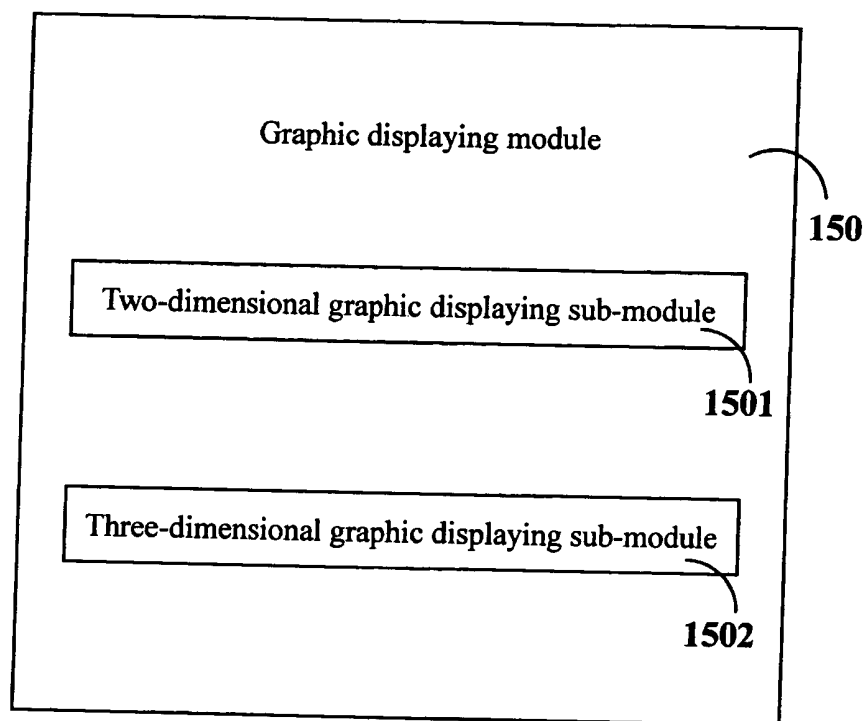 Graphic displaying module
150
Two-dimensional graphic displaying sub-module
1501
Three-dimensional graphic displaying sub-module
1502